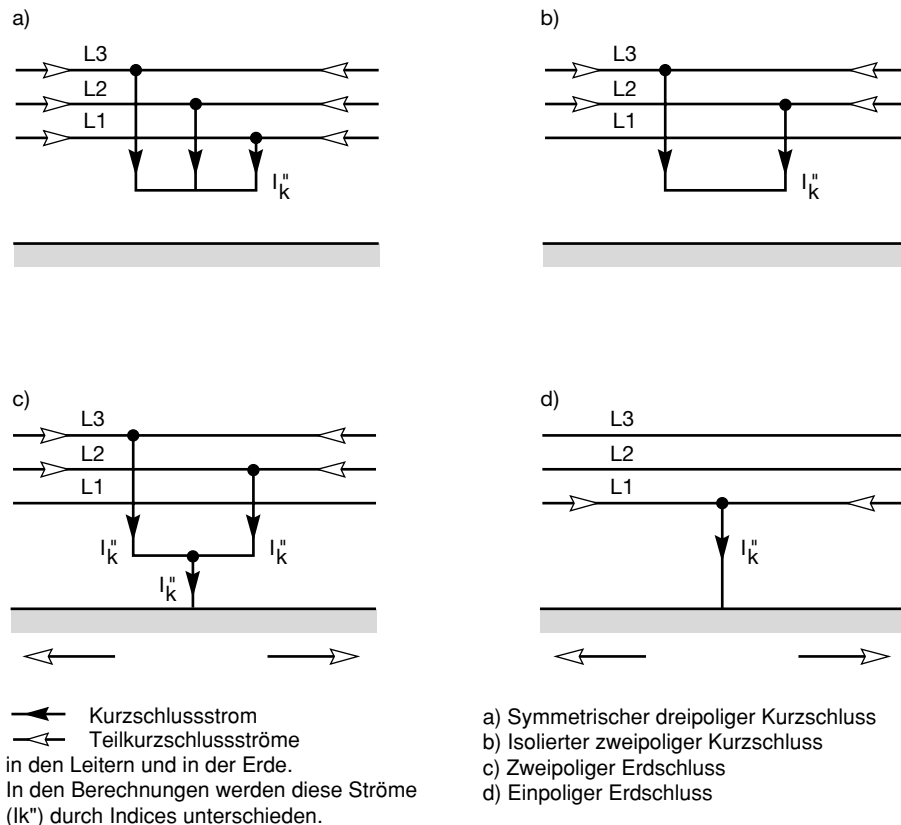 a)
L3
L2
L1
I"k
b)
L3
L2
L1
I"k
c)
L3
L2
L1
I"k I"k
I"k
d)
L3
L2
L1
I"k
Kurzschlussstrom
Teilkurzschlussströme
in den Leitern und in der Erde.
In den Berechnungen werden diese Ströme
(Ik") durch Indices unterschieden.
a) Symmetrischer dreipoliger Kurzschluss
b) Isolierter zweipoliger Kurzschluss
c) Zweipoliger Erdschluss
d) Einpoliger Erdschluss